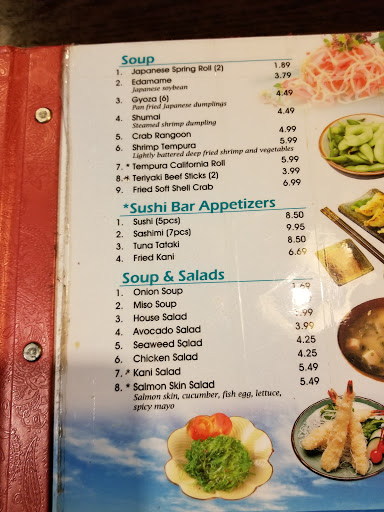 Soup
1. Japanese Spring Roll (2) 1.89
2. Edamame 3.79
Japanese soybean
3. Gyoza (6) 4.49
Pan fried Japanese dumplings
4. Shumai 4.49
Steamed shrimp dumpling
5. Crab Rangoon 4.99
6. Shrimp Tempura 5.99
Lightly battered deep fried shrimp and vegetables
7. * Tempura California Roll 5.99
8. * Teriyaki Beef Sticks (2) 3.99
9. Fried Soft Shell Crab 6.99
*Sushi Bar Appetizers
1. Sushi (5pcs) 8.50
2. Sashimi (7pcs) 9.95
3. Tuna Tataki 8.50
4. Fried Kani 6.69
Soup & Salads
1. Onion Soup 1.69
2. Miso Soup
3. House Salad .99
4. Avocado Salad 3.99
5. Seaweed Salad 4.25
6. Chicken Salad 4.25
7. * Kani Salad 5.49
8. * Salmon Skin Salad 5.49
Salmon skin, cucumber, fish egg, lettuce,
spicy mayo